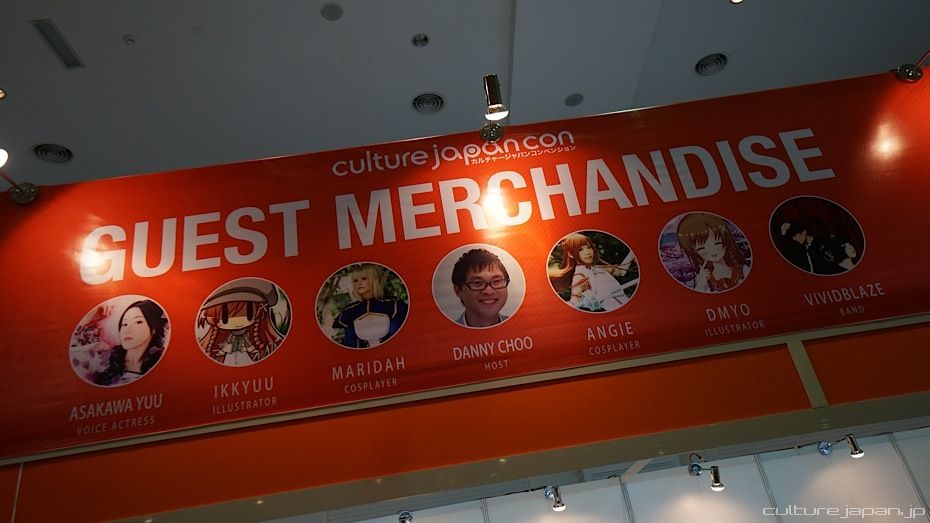 culture japan con
カルチャージャパンコンベンション
GUEST MERCHANDISE
ASAKAWA YUU
VOICE ACTRESS
IKKYUU
ILLUSTRATOR
MARIDAH
COSPLAYER
DANNY CHOO
HOST
ANGIE
COSPLAYER
DMYO
ILLUSTRATOR
VIVIDBLAZE
BAND
culturejapan.jp